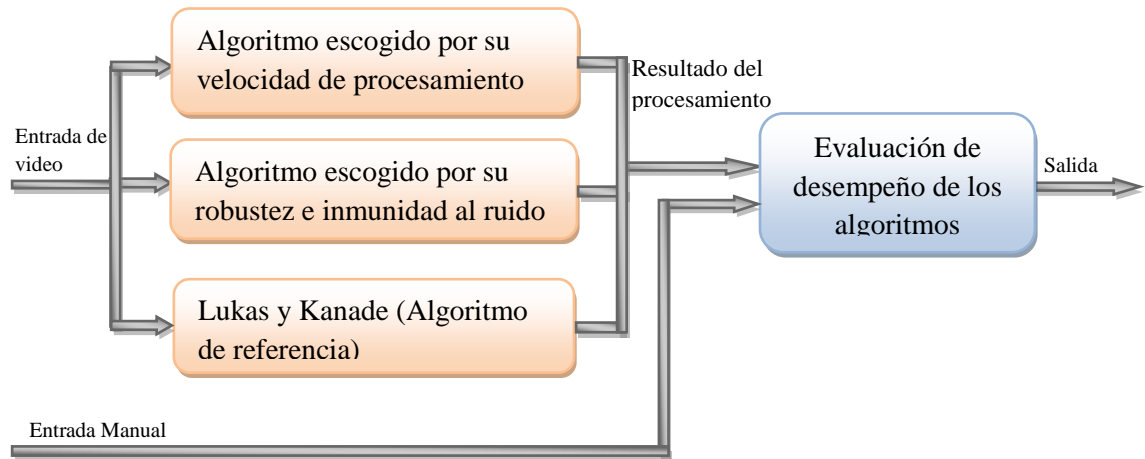 Algoritmo escogido por su
velocidad de procesamiento
Resultado del
procesamiento
Entrada de
video
Algoritmo escogido por su
robustez e inmunidad al ruido
Evaluación de
desempeño de los
algoritmos
Salida
Lukas y Kanade (Algoritmo
de referencia)
Entrada Manual